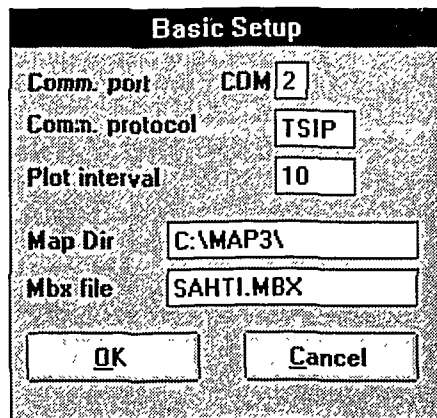 Basic Setup
Comm. port COM 2
Comm. protocol TSIP
Plot interval 10
Map Dir C:\MAP3\
Mbx file SAHTI.MBX
OK Cancel